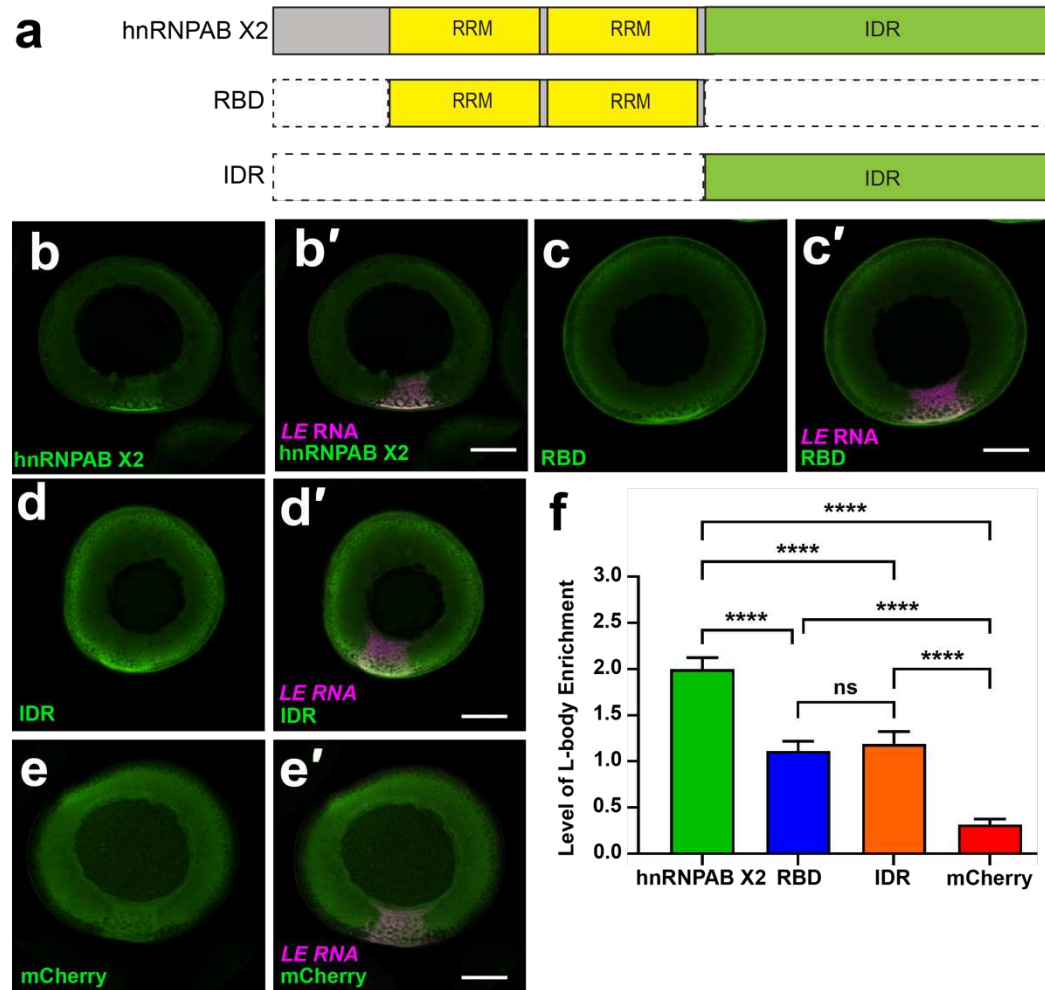 a
hnRNPAB X2
RRM
RRM
IDR
RBD
RRM
RRM
IDR
IDR
b
hnRNPAB X2
b'
LE RNA
hnRNPAB X2
c
RBD
c'
LE RNA
RBD
d
IDR
d'
LE RNA
IDR
e
mCherry
e'
LE RNA
mCherry
f
****
****
****
****
ns
****
Level of L-body Enrichment
3.0
2.5
2.0
1.5
1.0
0.5
0.0
hnRNPAB X2 RBD IDR mCherry